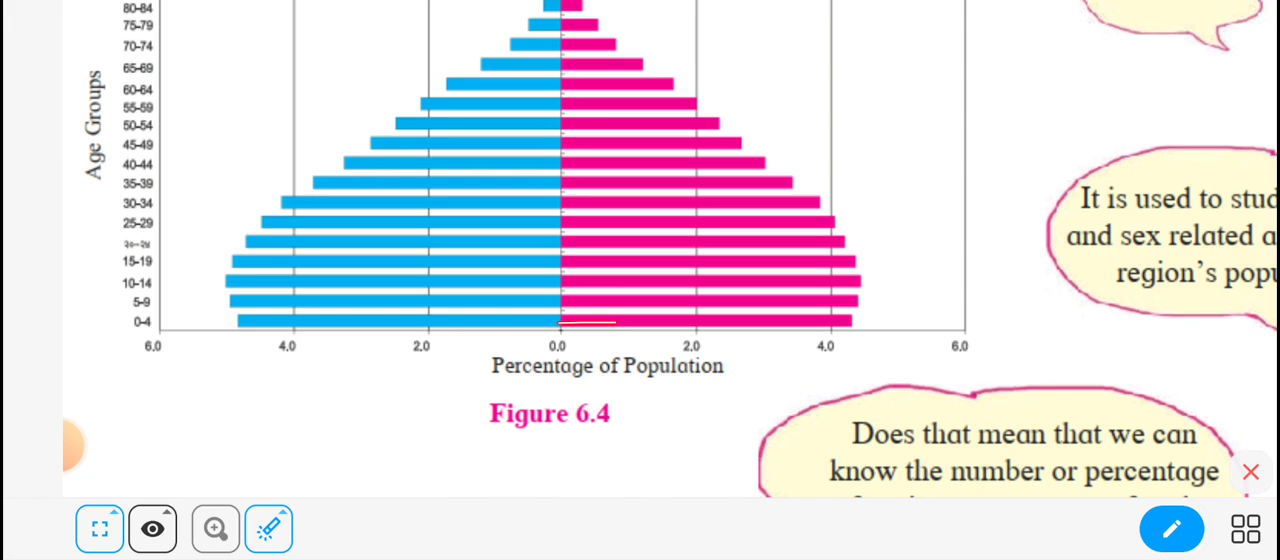 80-84
75-79
70-74
65-69
60-64
55-59
50-54
45-49
40-44
35-39
30-34
25-29
15-19
10-14
5-9
0-4
Age Groups
6.0 4.0 2.0 0.0 2.0 4.0 6.0
Percentage of Population
Figure 6.4
It is used to stud
and sex related a
region's popu
Does that mean that we can
know the number or percentage